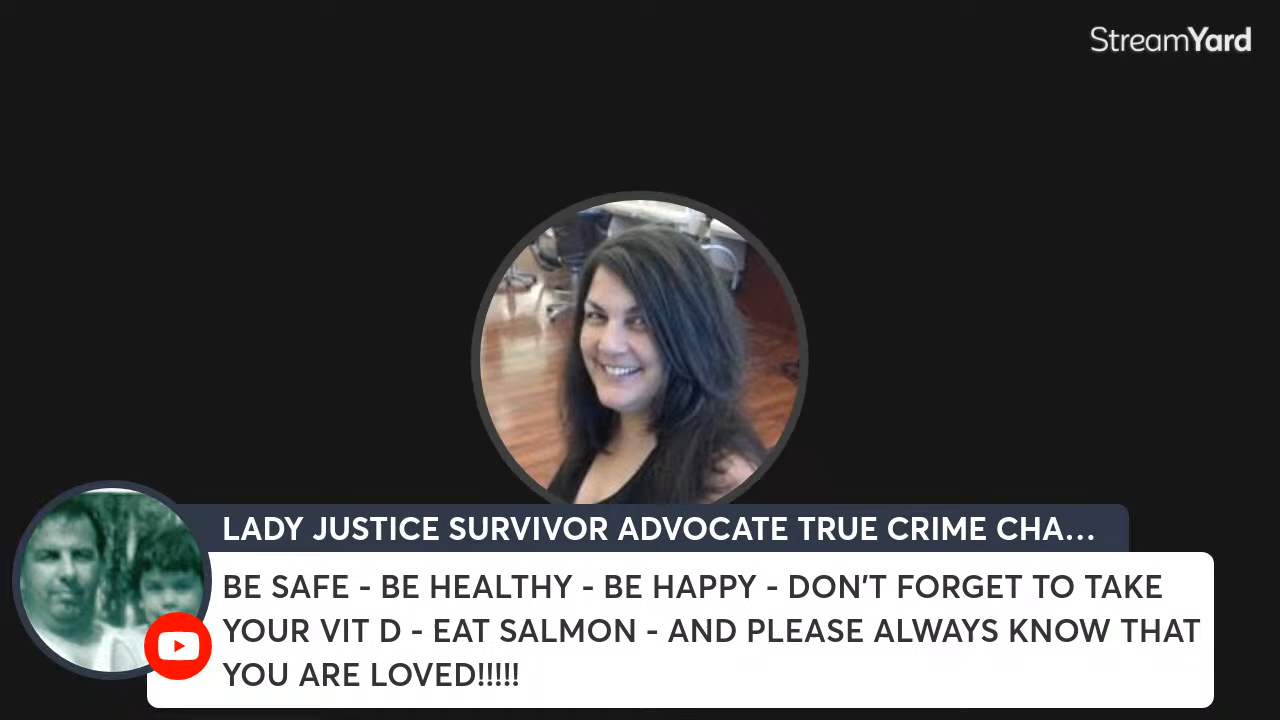 StreamYard
LADY JUSTICE SURVIVOR ADVOCATE TRUE CRIME CHA...
BE SAFE - BE HEALTHY - BE HAPPY - DON'T FORGET TO TAKE
YOUR VIT D - EAT SALMON - AND PLEASE ALWAYS KNOW THAT
YOU ARE LOVED!!!!!